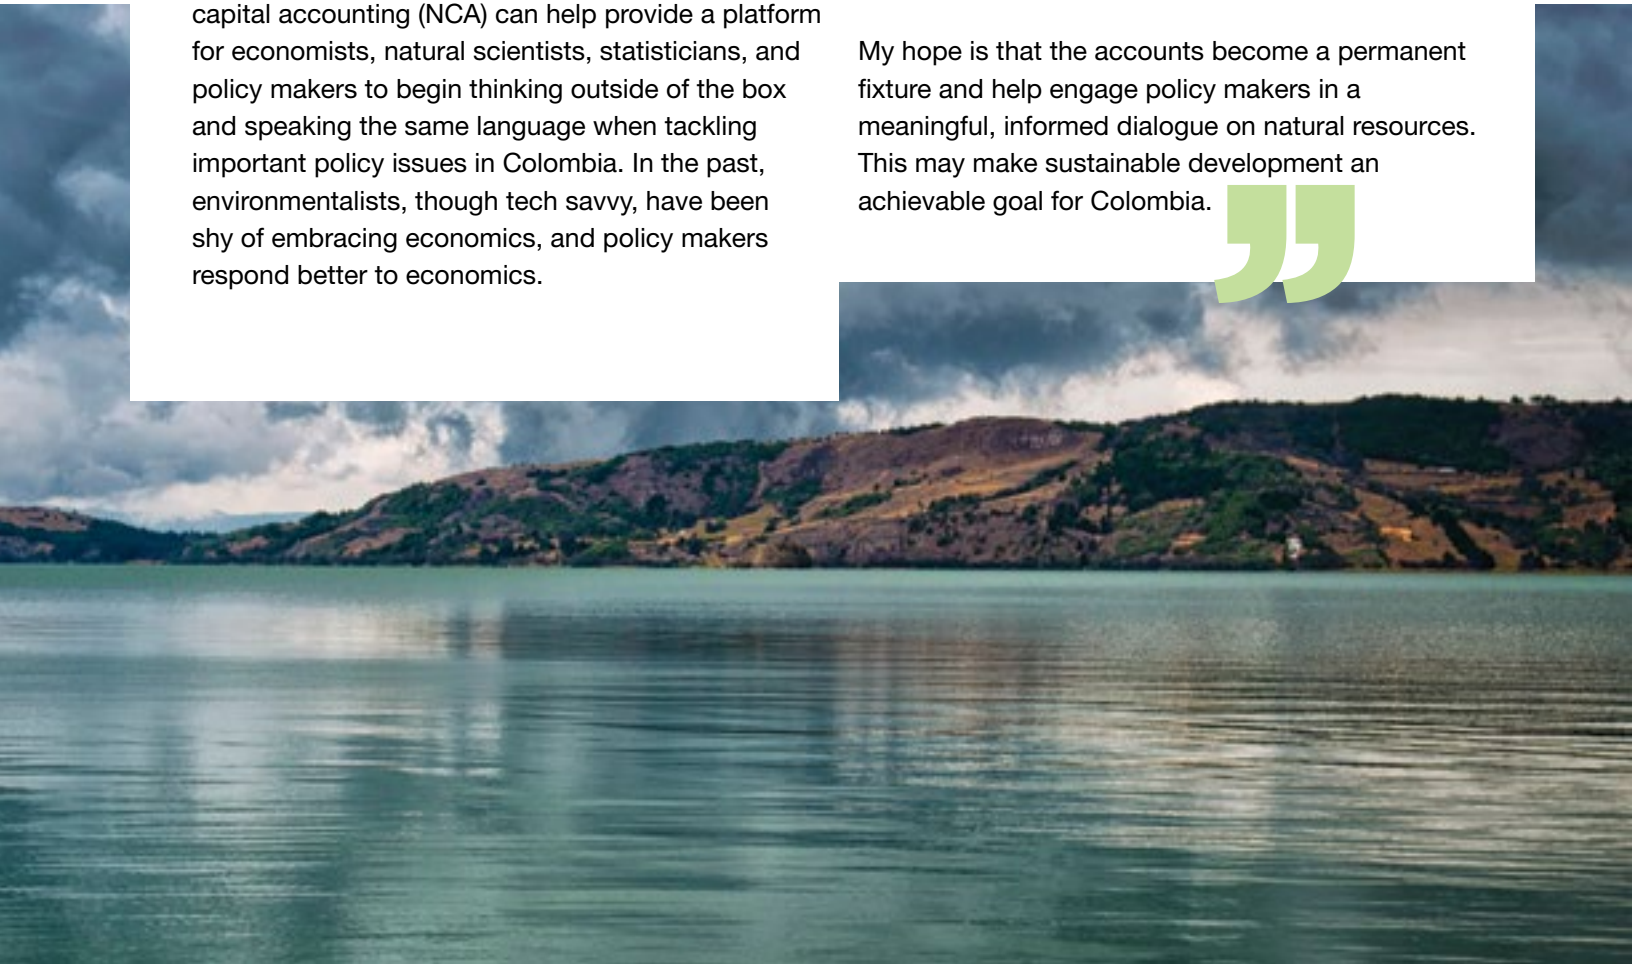 capital accounting (NCA) can help provide a platform
for economists, natural scientists, statisticians, and
policy makers to begin thinking outside of the box
and speaking the same language when tackling
important policy issues in Colombia. In the past,
environmentalists, though tech savvy, have been
shy of embracing economics, and policy makers
respond better to economics.
My hope is that the accounts become a permanent
fixture and help engage policy makers in a
meaningful, informed dialogue on natural resources.
This may make sustainable development an
achievable goal for Colombia.
”